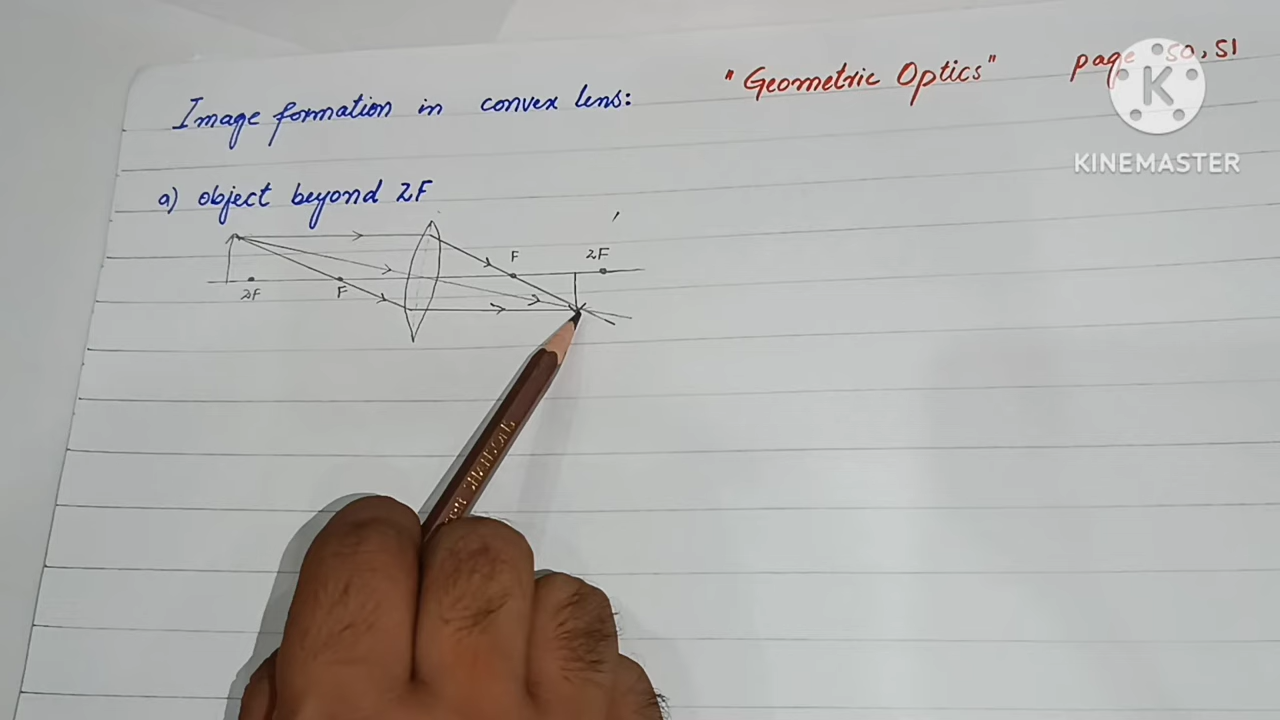 "Geometric Optics" page 50, 51
K
KINEMASTER
Image formation in convex lens:
a) object beyond 2F
F
2F
2F
F